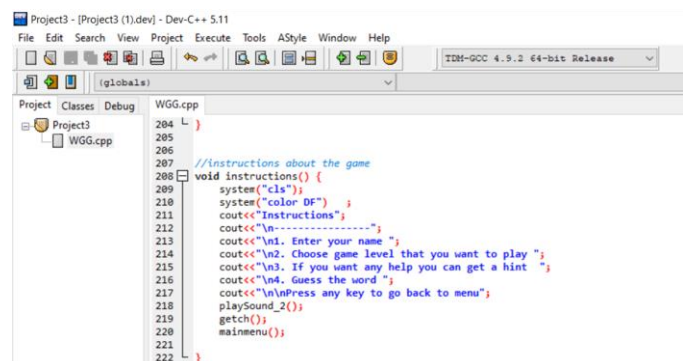 Project3 - [Project3 (1).dev] - Dev-C++ 5.11
File Edit Search View Project Execute Tools AStyle Window Help
TDM-GCC 4.9.2 64-bit Release
(globals)
Project Classes Debug WGG.cpp
Project3
WGG.cpp
204 }
205
206
207 //instructions about the game
208 void instructions() {
209 system("cls");
210 system("color DF") ;
211 cout<<"Instructions";
212 cout<<"\n----------------";
213 cout<<"\n1. Enter your name ";
214 cout<<"\n2. Choose game level that you want to play ";
215 cout<<"\n3. If you want any help you can get a hint  ";
216 cout<<"\n4. Guess the word ";
217 cout<<"\n\nPress any key to go back to menu";
218 playSound_2();
219 getch();
220 mainmenu();
221
222 }